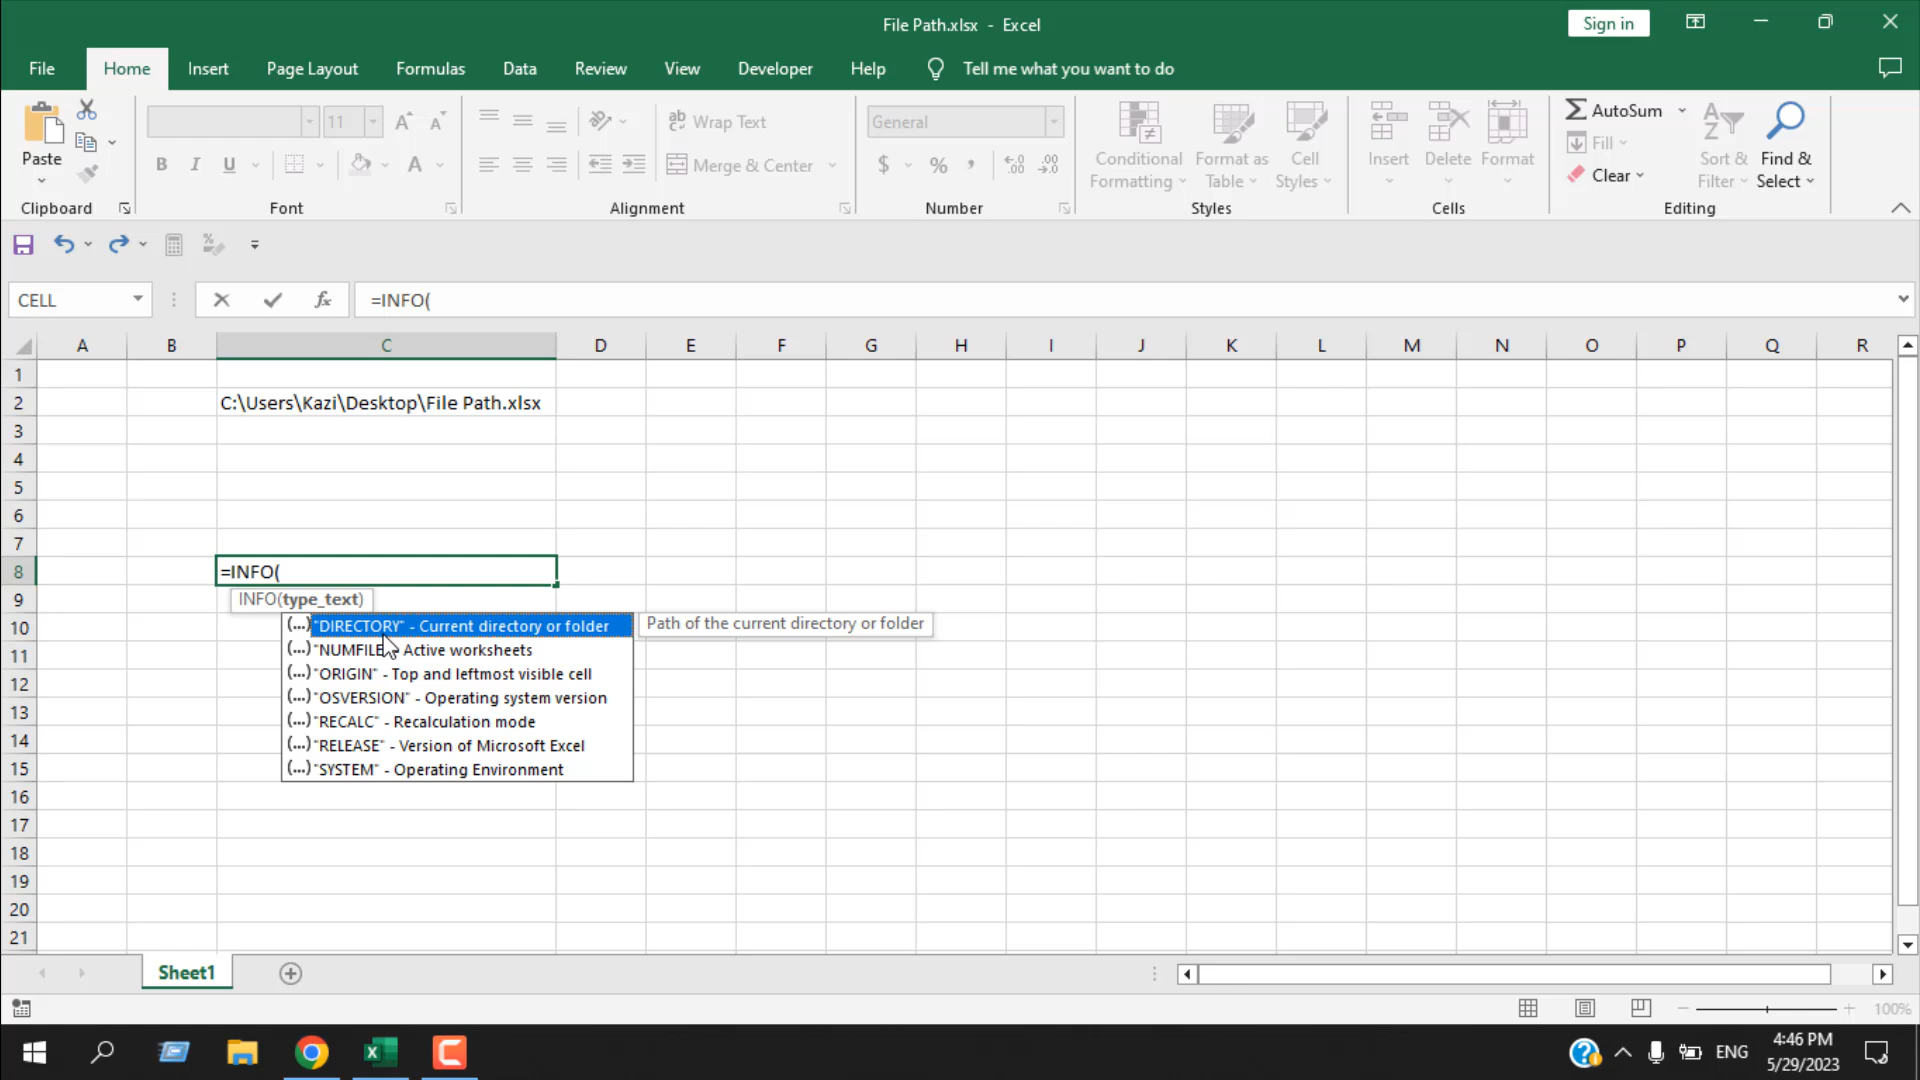 File Path.xlsx - Excel
Sign in
File Home Insert Page Layout Formulas Data Review View Developer Help Tell me what you want to do
Paste
Clipboard
11
B I U A
Font
Wrap Text
Merge & Center
Alignment
General
$ % ,
Number
Conditional Formatting
Format as Table
Cell Styles
Styles
Insert Delete Format
Cells
AutoSum
Fill
Clear
Sort & Filter
Find & Select
Editing
CELL
fx
=INFO(
A B C D E F G H I J K L M N O P Q R
1
2 C:\Users\Kazi\Desktop\File Path.xlsx
3
4
5
6
7
8 =INFO(
9 INFO(type_text)
10 (...) "DIRECTORY" - Current directory or folder Path of the current directory or folder
(...) "NUMFILE - Active worksheets
11
(...) "ORIGIN" - Top and leftmost visible cell
12
(...) "OSVERSION" - Operating system version
13
(...) "RECALC" - Recalculation mode
14
(...) "RELEASE" - Version of Microsoft Excel
15 (...) "SYSTEM" - Operating Environment
16
17
18
19
20
21
Sheet1
100%
ENG
4:46 PM
5/29/2023